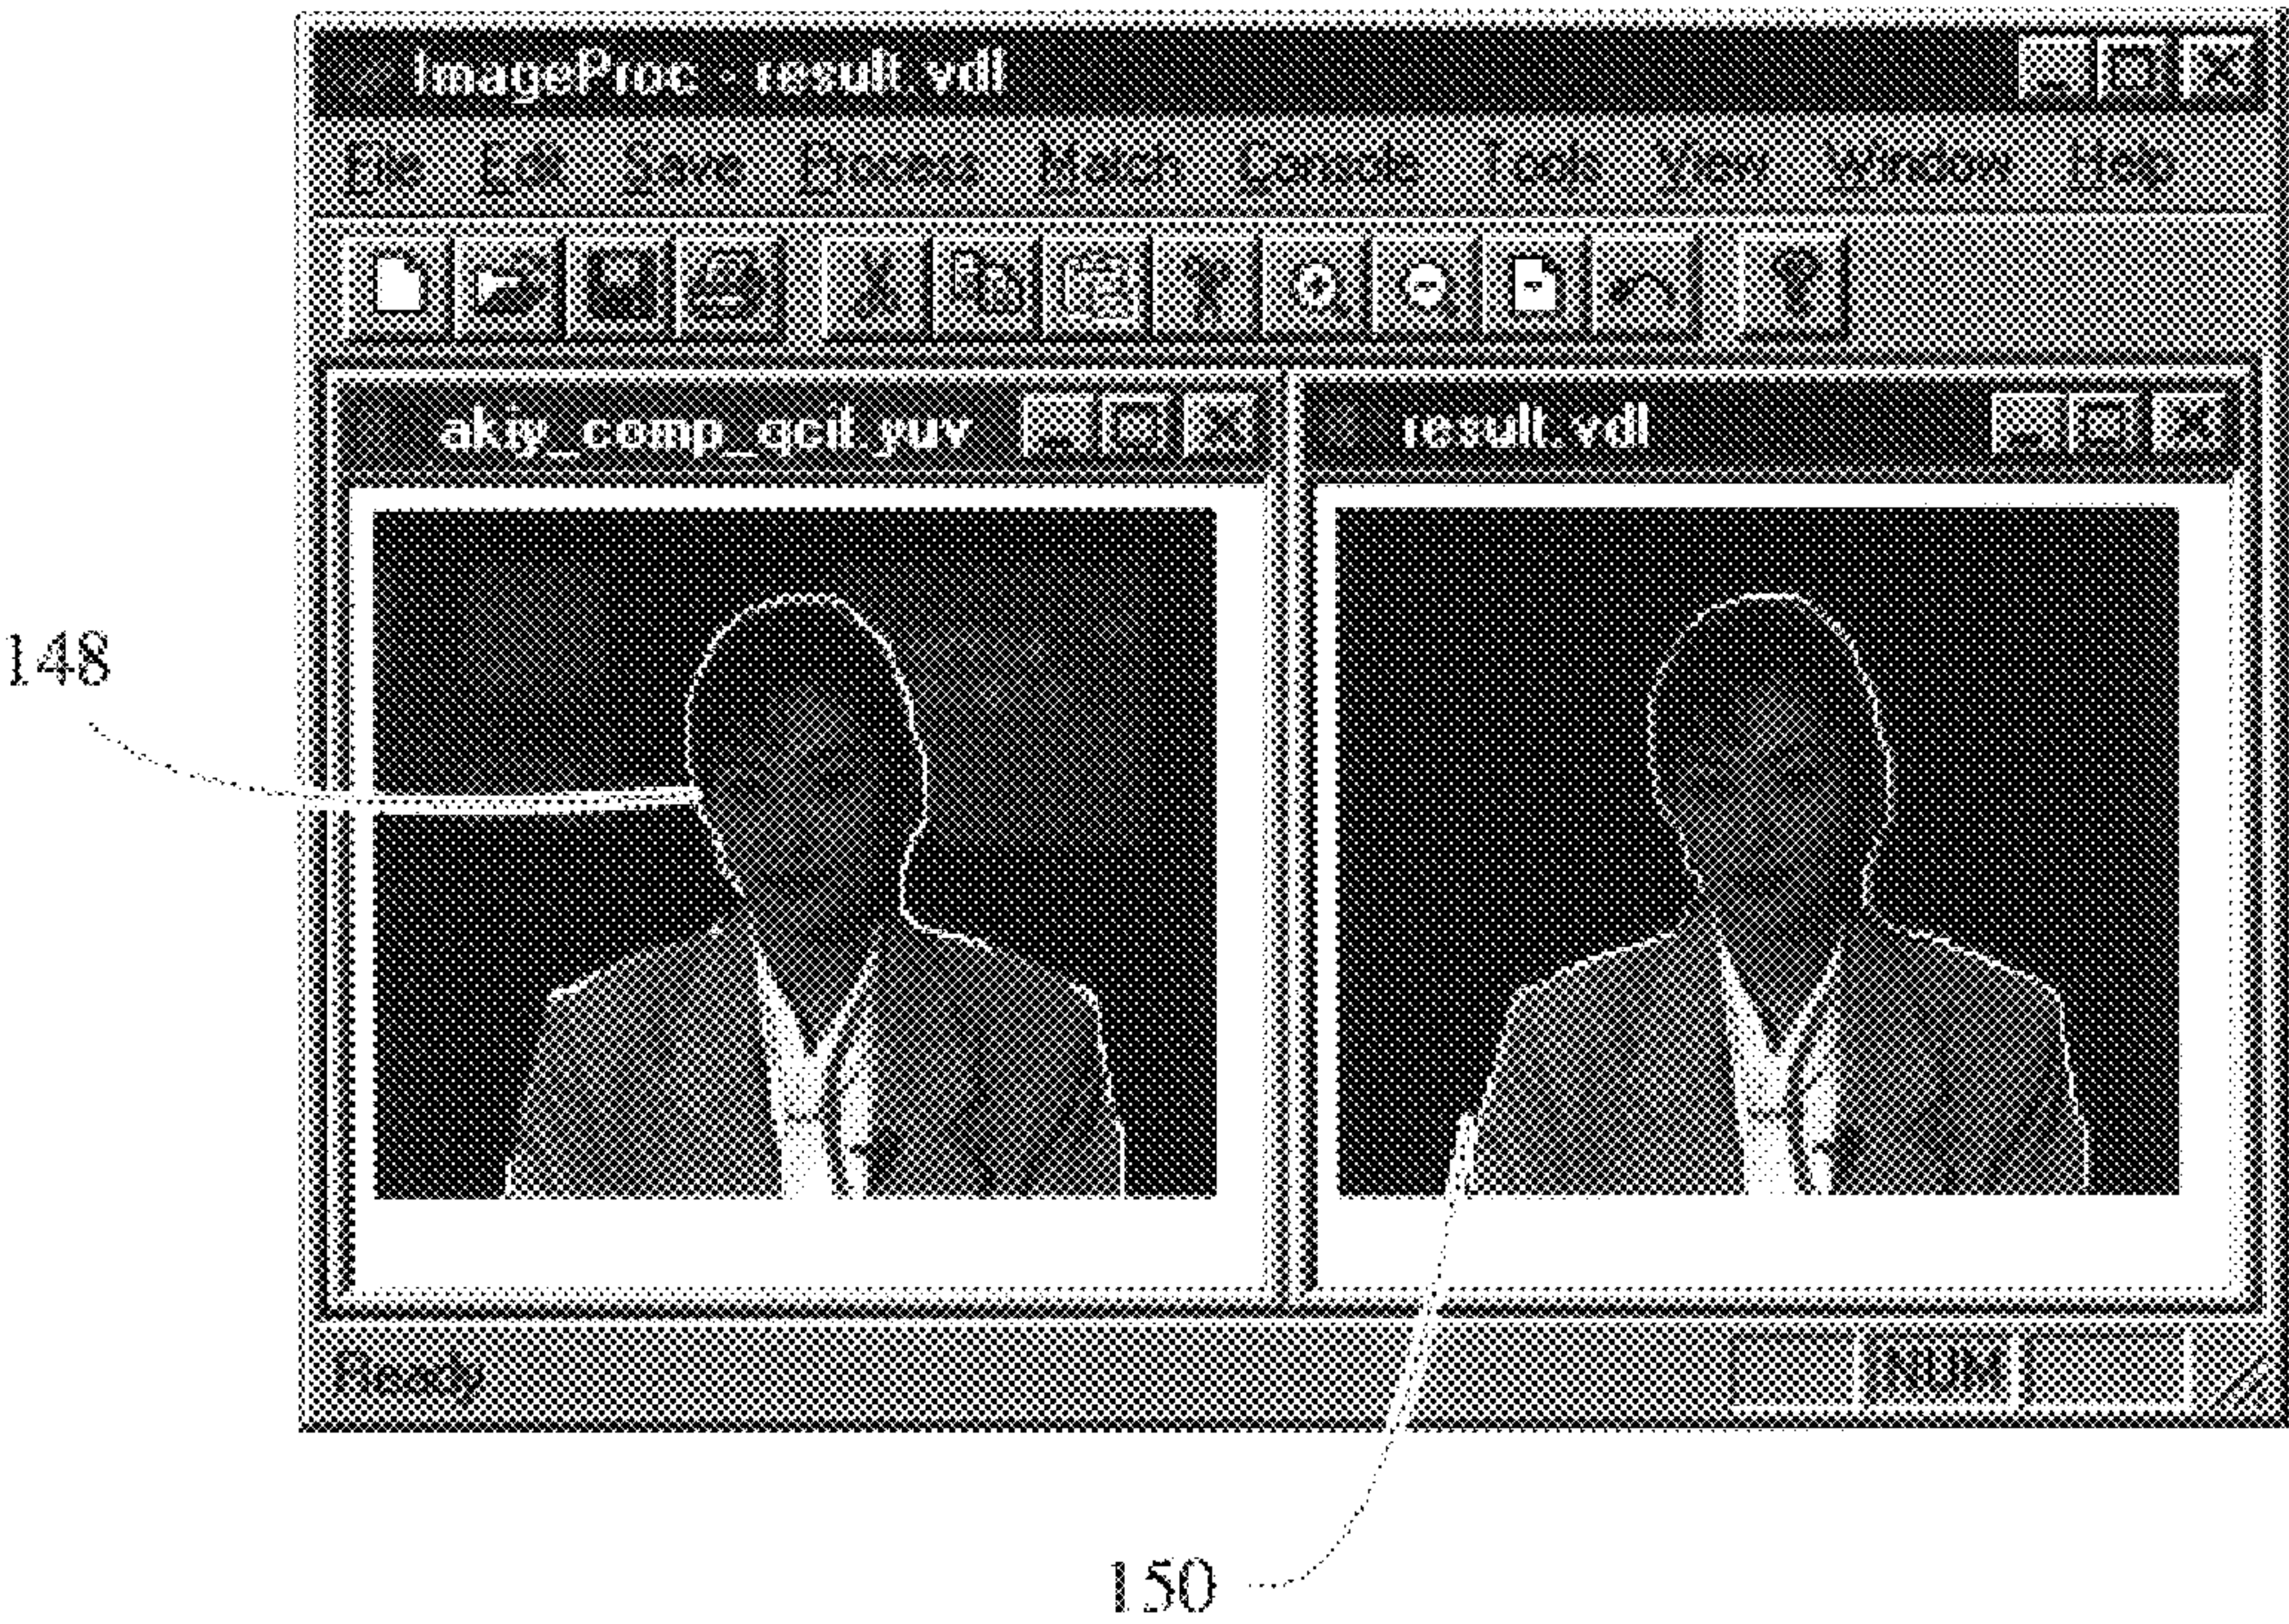 ImageProc - result.vdl
File Edit Save Process Match Console Tools View Window Help
akiy_comp_qcif.yuv
result.vdl
148
Ready
NUM
150